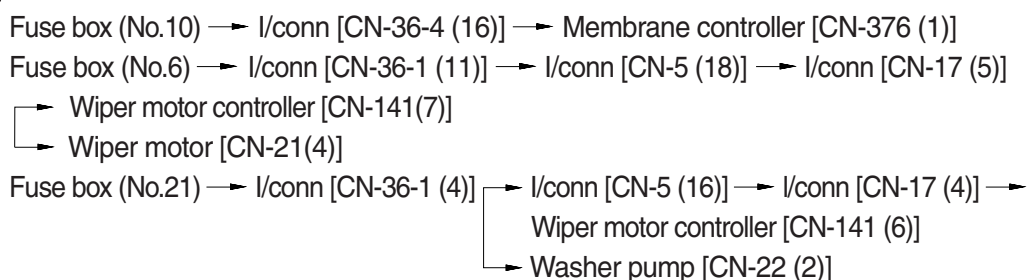 Fuse box (No.10) → I/conn [CN-36-4 (16)] → Membrane controller [CN-376 (1)]
Fuse box (No.6) → I/conn [CN-36-1 (11)] → I/conn [CN-5 (18)] → I/conn [CN-17 (5)]
→ Wiper motor controller [CN-141(7)]
→ Wiper motor [CN-21(4)]
Fuse box (No.21) → I/conn [CN-36-1 (4)] → I/conn [CN-5 (16)] → I/conn [CN-17 (4)] →
Wiper motor controller [CN-141 (6)]
→ Washer pump [CN-22 (2)]